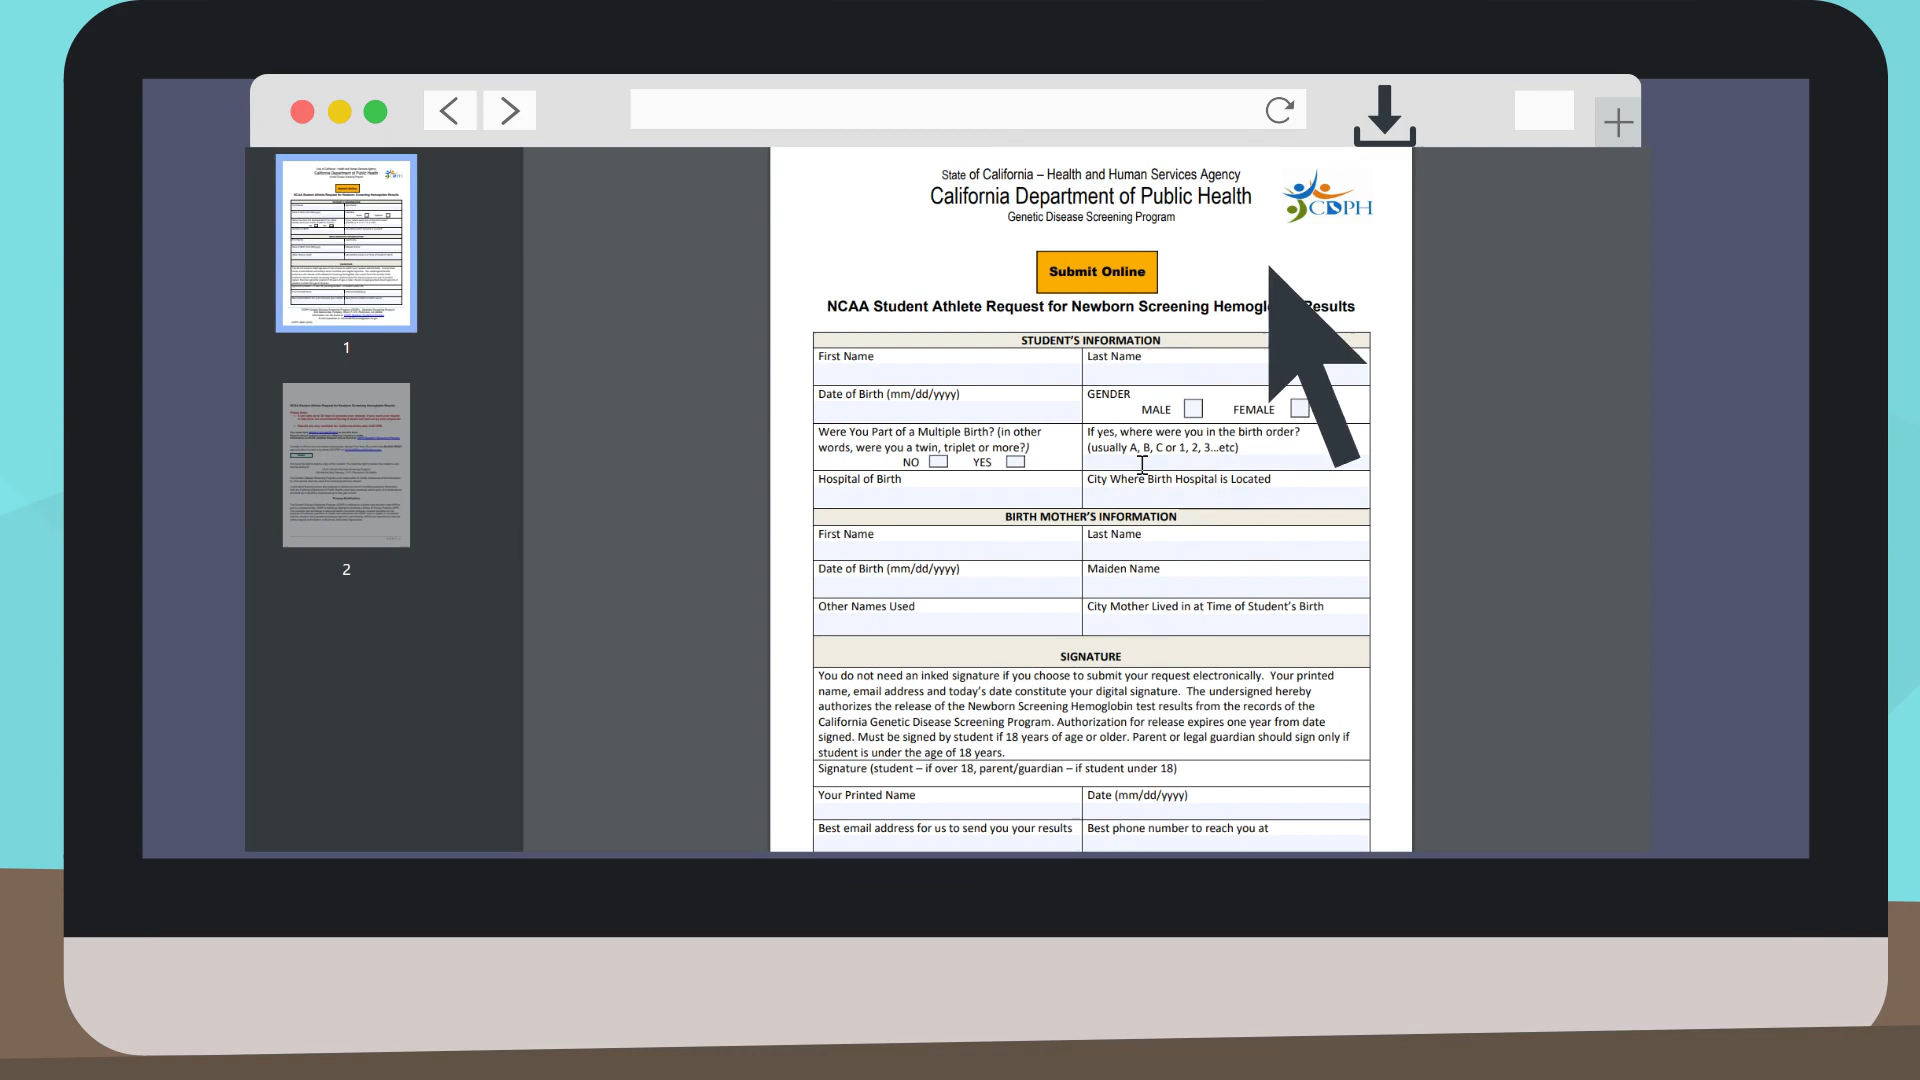 State of California – Health and Human Services Agency
California Department of Public Health
Genetic Disease Screening Program
CDPH
Submit Online
NCAA Student Athlete Request for Newborn Screening Results
STUDENT'S INFORMATION
First Name
Last Name
Date of Birth (mm/dd/yyyy)
GENDER
MALE FEMALE
Were You Part of a Multiple Birth? (in other
words, were you a twin, triplet or more?)
NO YES
If yes, where were you in the birth order?
(usually A, B, C or 1, 2, 3...etc)
Hospital of Birth
City Where Birth Hospital is Located
BIRTH MOTHER'S INFORMATION
First Name
Last Name
Date of Birth (mm/dd/yyyy)
Maiden Name
Other Names Used
City Mother Lived in at Time of Student's Birth
SIGNATURE
You do not need an inked signature if you choose to submit your request electronically. Your printed
name, email address and today's date constitute your digital signature. The undersigned hereby
authorizes the release of the Newborn Screening Hemoglobin test results from the records of the
California Genetic Disease Screening Program. Authorization for release expires one year from date
signed. Must be signed by student if 18 years of age or older. Parent or legal guardian should sign only if
student is under the age of 18 years.
Signature (student – if over 18, parent/guardian – if student under 18)
Your Printed Name
Date (mm/dd/yyyy)
Best email address for us to send you your results
Best phone number to reach you at
1
2